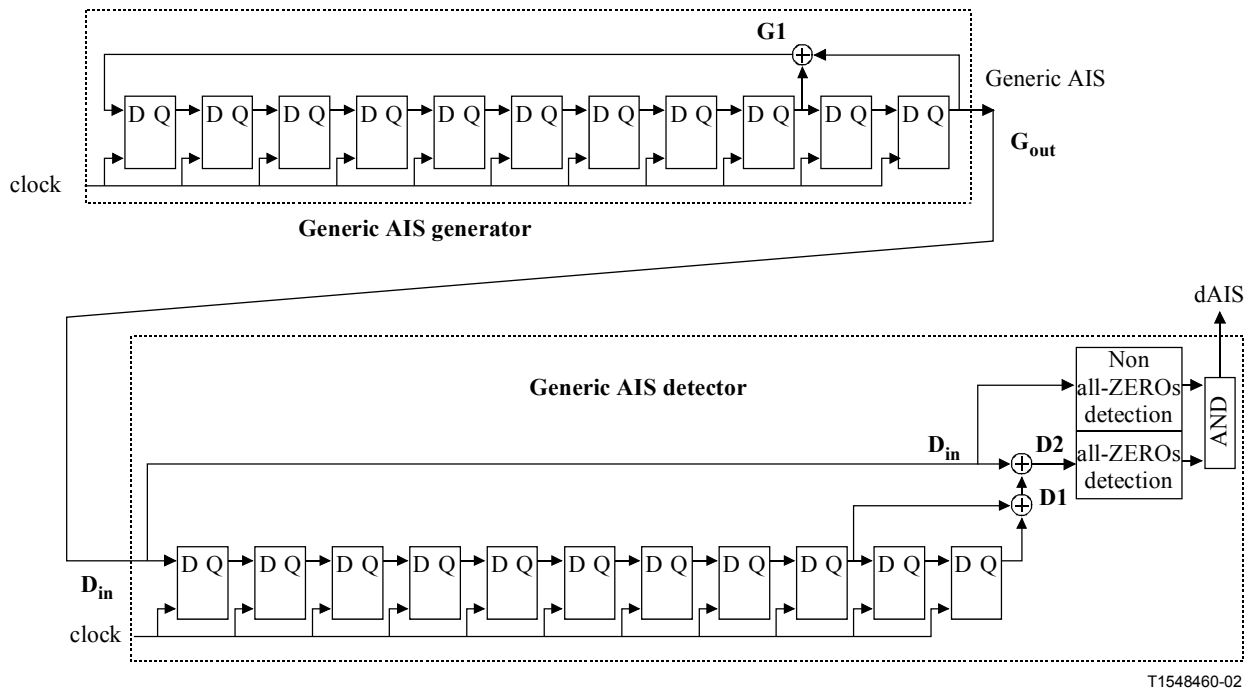 G1
Generic AIS
D Q D Q D Q D Q D Q D Q D Q D Q D Q D Q D Q
G_out
clock
Generic AIS generator
dAIS
Non
all-ZEROs
detection
AND
Generic AIS detector
D_in D2
all-ZEROs
detection
D1
D Q D Q D Q D Q D Q D Q D Q D Q D Q D Q D Q
D_in
clock
T1548460-02